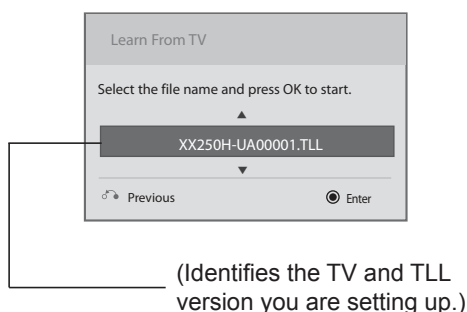 Learn From TV
Select the file name and press OK to start.
▲
XX250H-UA00001.TLL
▼
Previous Enter
(Identifies the TV and TLL
version you are setting up.)